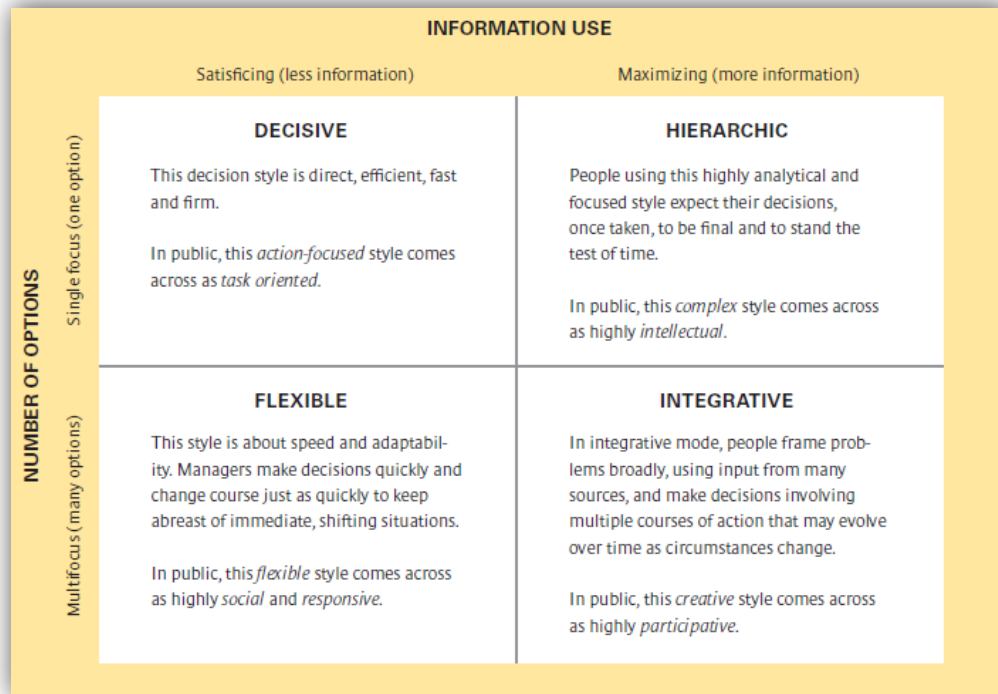 INFORMATION USE
Satisficing (less information)
Maximizing (more information)
NUMBER OF OPTIONS
Single focus (one option)
DECISIVE
This decision style is direct, efficient, fast
and firm.
In public, this action-focused style comes
across as task oriented.
HIERARCHIC
People using this highly analytical and
focused style expect their decisions,
once taken, to be final and to stand the
test of time.
In public, this complex style comes across
as highly intellectual.
Multifocus (many options)
FLEXIBLE
This style is about speed and adaptabil-
ity. Managers make decisions quickly and
change course just as quickly to keep
abreast of immediate, shifting situations.
In public, this flexible style comes across
as highly social and responsive.
INTEGRATIVE
In integrative mode, people frame prob-
lems broadly, using input from many
sources, and make decisions involving
multiple courses of action that may evolve
over time as circumstances change.
In public, this creative style comes across
as highly participative.